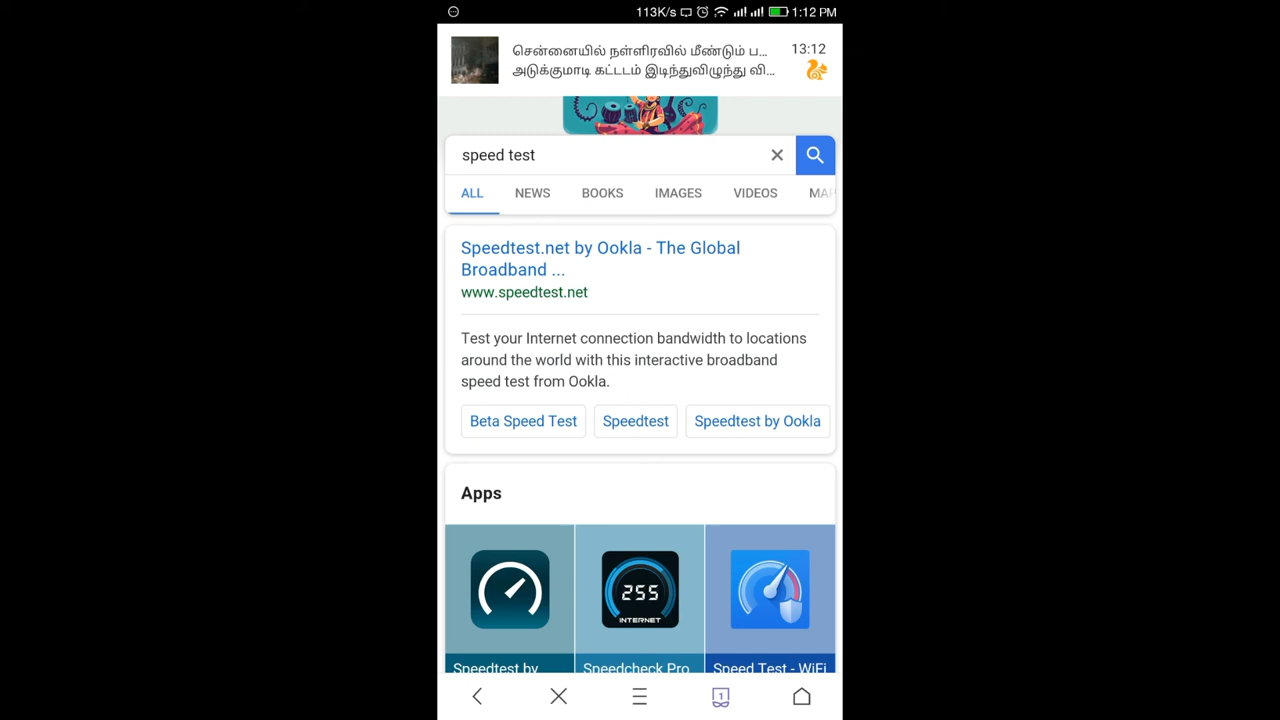 113K/s 1:12 PM
சென்னையில் நள்ளிரவில் மீண்டும் ப...
அடுக்குமாடி கட்டடம் இடிந்துவிழுந்து வி...
13:12
speed test
ALL NEWS BOOKS IMAGES VIDEOS MAP
Speedtest.net by Ookla - The Global
Broadband ...
www.speedtest.net
Test your Internet connection bandwidth to locations
around the world with this interactive broadband
speed test from Ookla.
Beta Speed Test Speedtest Speedtest by Ookla
Apps
255
INTERNET
Speedtest by Speedcheck Pro Speed Test - WiFi
1